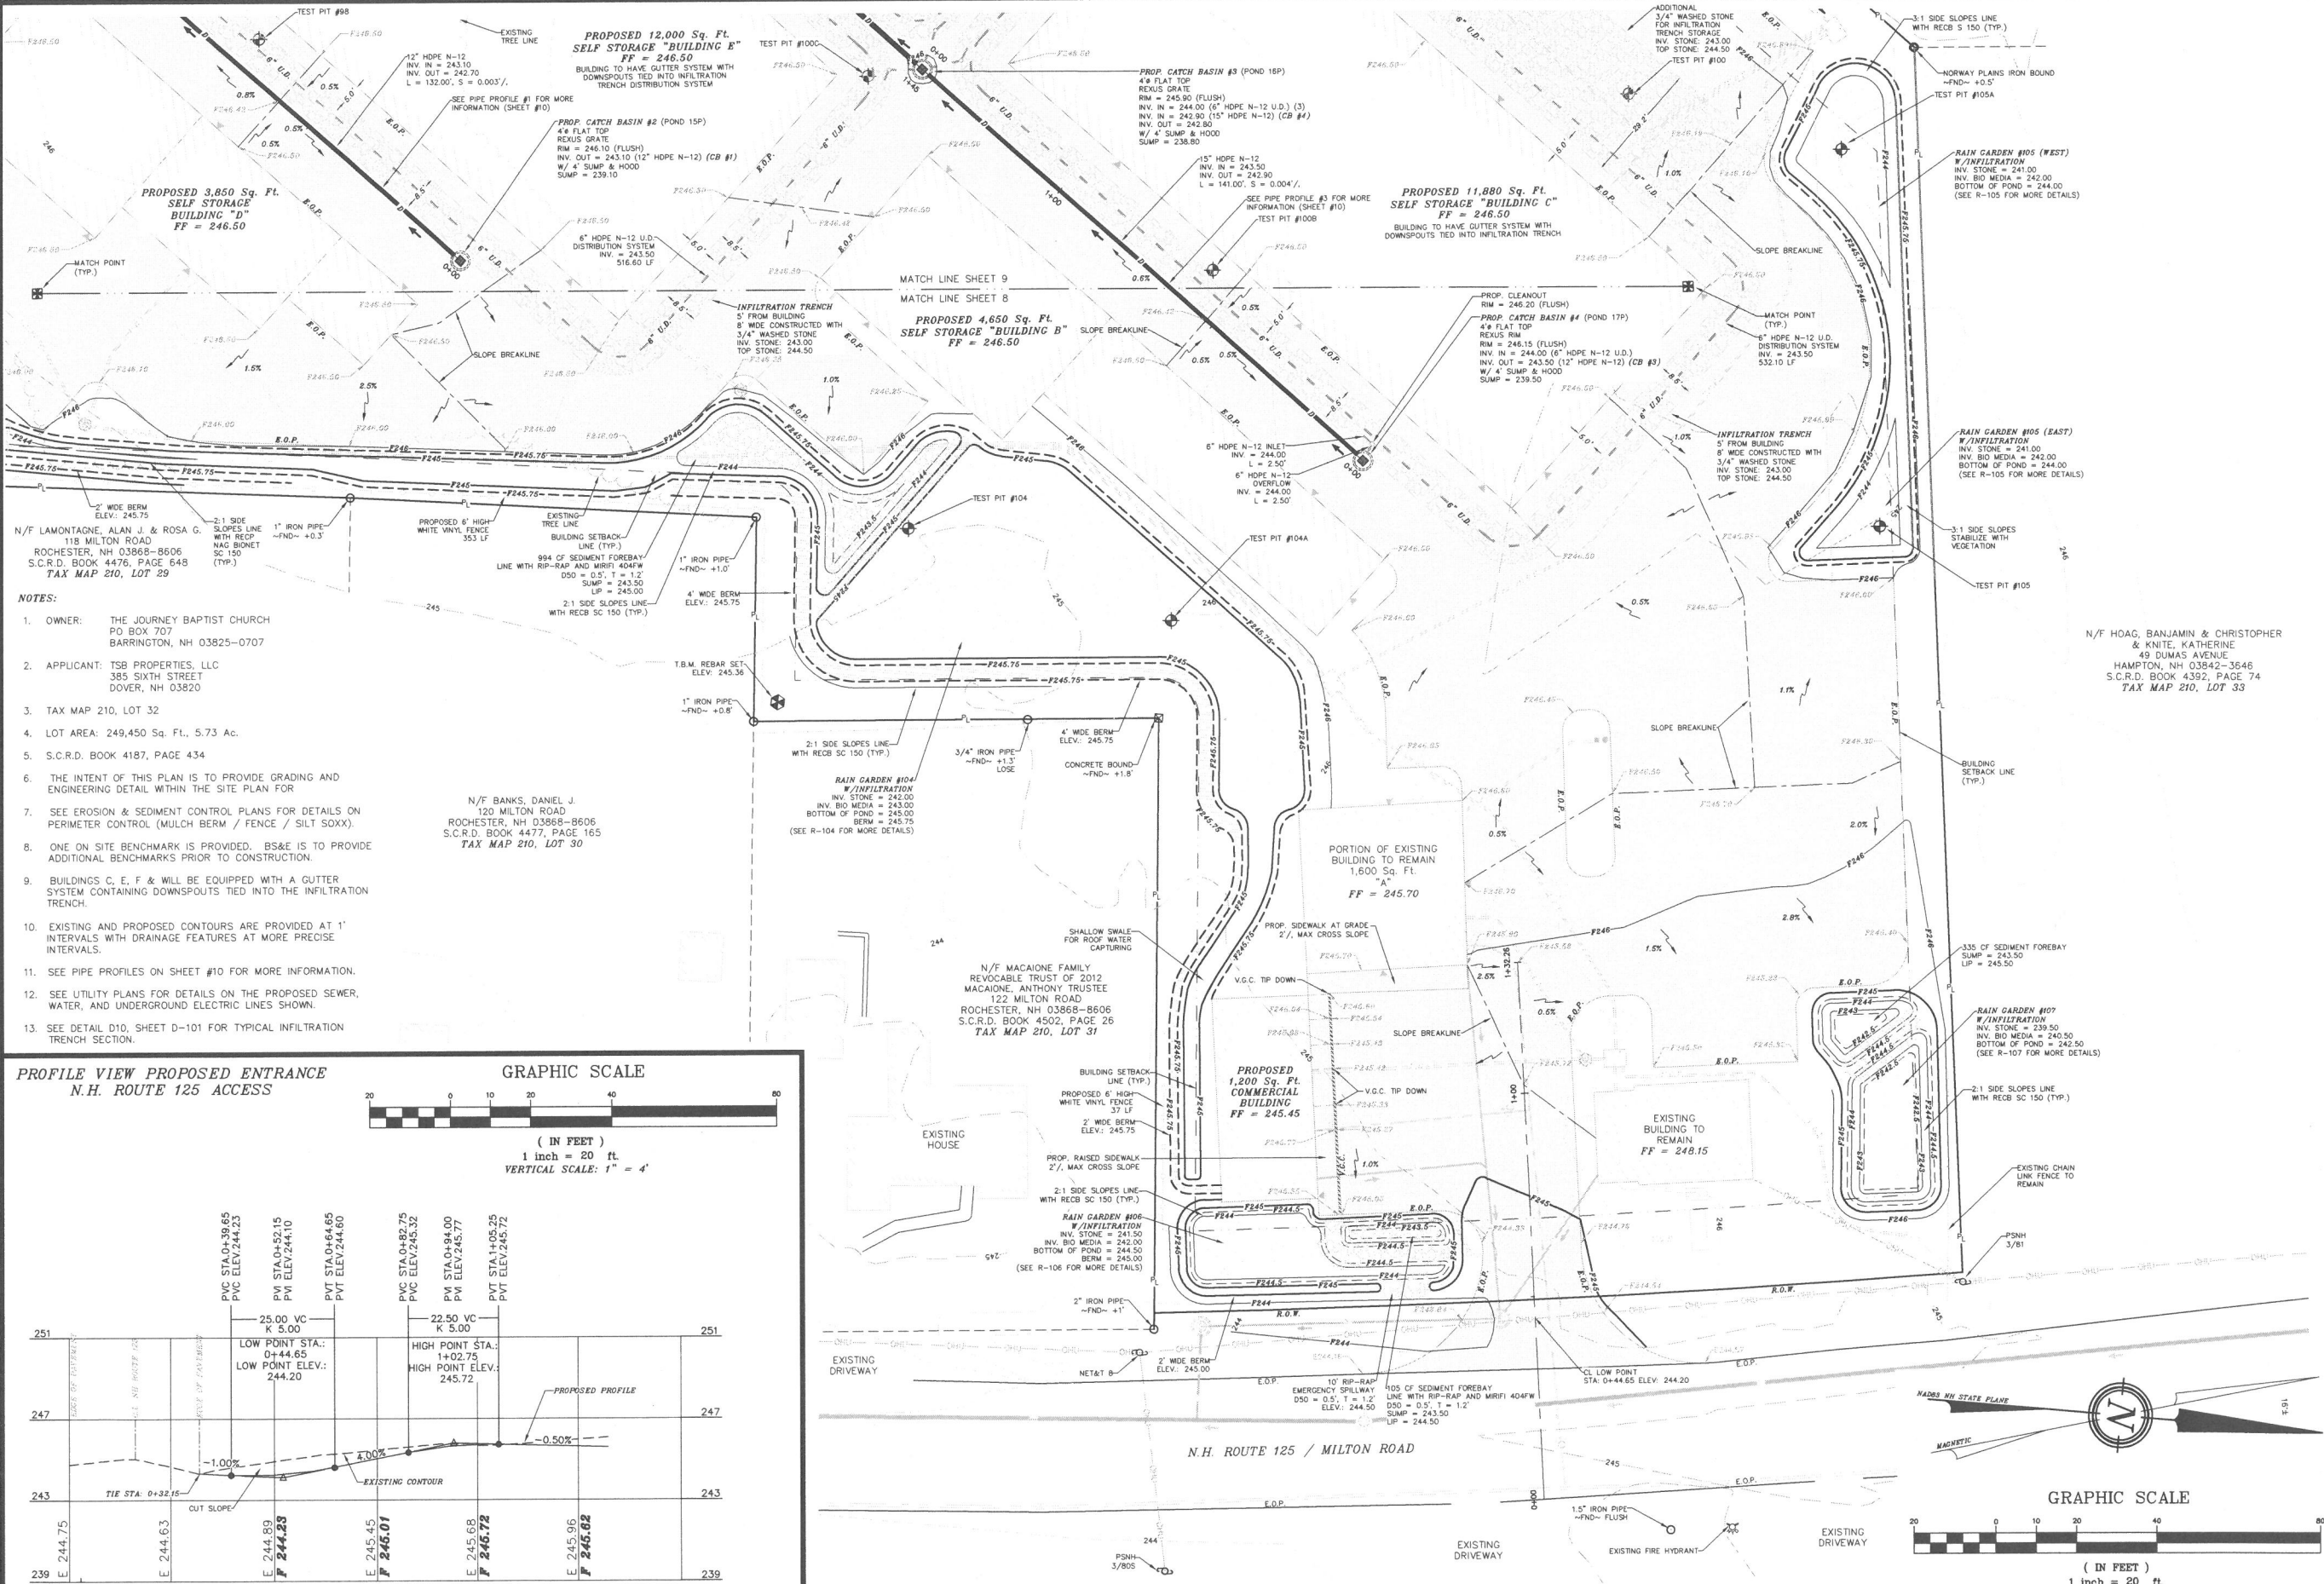 TEST PIT #98
EXISTING
TREE LINE
12" HDPE N-12
INV. IN = 243.10
INV. OUT = 242.70
L = 132.00', S = 0.003'/,
SEE PIPE PROFILE #1 FOR MORE
INFORMATION (SHEET #10)
PROPOSED 12,000 Sq. Ft.
SELF STORAGE "BUILDING E"
FF = 246.50
BUILDING TO HAVE GUTTER SYSTEM WITH
DOWNSPOUTS TIED INTO INFILTRATION
TRENCH DISTRIBUTION SYSTEM
PROP. CATCH BASIN #2 (POND 15P)
4'ø FLAT TOP
REXUS GRATE
RIM = 246.10 (FLUSH)
INV. OUT = 243.10 (12" HDPE N-12) (CB #1)
W/ 4' SUMP & HOOD
SUMP = 239.10
PROPOSED 3,850 Sq. Ft.
SELF STORAGE
BUILDING "D"
FF = 246.50
MATCH POINT
(TYP.)
6" HDPE N-12 U.D.
DISTRIBUTION SYSTEM
INV. = 243.50
516.60 LF
TEST PIT #100C
PROP. CATCH BASIN #3 (POND 16P)
4'ø FLAT TOP
REXUS GRATE
RIM = 245.90 (FLUSH)
INV. IN = 244.00 (6" HDPE N-12 U.D.) (3)
INV. IN = 242.90 (15" HDPE N-12) (CB #4)
INV. OUT = 242.80
W/ 4' SUMP & HOOD
SUMP = 238.80
15" HDPE N-12
INV. IN = 243.50
INV. OUT = 242.90
L = 141.00', S = 0.004'/,
SEE PIPE PROFILE #3 FOR MORE
INFORMATION (SHEET #10)
TEST PIT #100B
PROPOSED 11,880 Sq. Ft.
SELF STORAGE "BUILDING C"
FF = 246.50
BUILDING TO HAVE GUTTER SYSTEM WITH
DOWNSPOUTS TIED INTO INFILTRATION TRENCH
ADDITIONAL
3/4" WASHED STONE
FOR INFILTRATION
TRENCH STORAGE
INV. STONE: 243.00
TOP STONE: 244.50
TEST PIT #100
3:1 SIDE SLOPES LINE
WITH RECB S 150 (TYP.)
NORWAY PLAINS IRON BOUND
~FND~ +0.5'
TEST PIT #105A
RAIN GARDEN #105 (WEST)
W/INFILTRATION
INV. STONE = 241.00
INV. BIO MEDIA = 242.00
BOTTOM OF POND = 244.00
(SEE R-105 FOR MORE DETAILS)
SLOPE BREAKLINE
MATCH LINE SHEET 9
MATCH LINE SHEET 8
INFILTRATION TRENCH
5' FROM BUILDING
8' WIDE CONSTRUCTED WITH
3/4" WASHED STONE
INV. STONE: 243.00
TOP STONE: 244.50
PROPOSED 4,650 Sq. Ft.
SELF STORAGE "BUILDING B"
FF = 246.50
SLOPE BREAKLINE
SLOPE BREAKLINE
PROP. CLEANOUT
RIM = 246.20 (FLUSH)
PROP. CATCH BASIN #4 (POND 17P)
4'ø FLAT TOP
REXUS RIM
RIM = 246.15 (FLUSH)
INV. IN = 244.00 (6" HDPE N-12 U.D.)
INV. OUT = 243.50 (12" HDPE N-12) (CB #3)
W/ 4' SUMP & HOOD
SUMP = 239.50
MATCH POINT
(TYP.)
6" HDPE N-12 U.D.
DISTRIBUTION SYSTEM
INV. = 243.50
532.10 LF
6" HDPE N-12 INLET
INV. = 244.00
L = 2.50'
6" HDPE N-12
OVERFLOW
INV. = 244.00
L = 2.50'
INFILTRATION TRENCH
5' FROM BUILDING
8' WIDE CONSTRUCTED WITH
3/4" WASHED STONE
INV. STONE: 243.00
TOP STONE: 244.50
RAIN GARDEN #105 (EAST)
W/INFILTRATION
INV. STONE = 241.00
INV. BIO MEDIA = 242.00
BOTTOM OF POND = 244.00
(SEE R-105 FOR MORE DETAILS)
3:1 SIDE SLOPES
STABILIZE WITH
VEGETATION
TEST PIT #105
2' WIDE BERM
ELEV.: 245.75
2:1 SIDE
SLOPES LINE
WITH RECP
NAG BIONET
SC 150
(TYP.)
1" IRON PIPE
~FND~ +0.3'
PROPOSED 6' HIGH
WHITE VINYL FENCE
353 LF
EXISTING
TREE LINE
BUILDING SETBACK
LINE (TYP.)
994 CF SEDIMENT FOREBAY
LINE WITH RIP-RAP AND MIRIFI 404FW
D50 = 0.5', T = 1.2'
SUMP = 243.50
LIP = 245.00
2:1 SIDE SLOPES LINE
WITH RECB SC 150 (TYP.)
1" IRON PIPE
~FND~ +1.0'
4' WIDE BERM
ELEV.: 245.75
TEST PIT #104
TEST PIT #104A
N/F LAMONTAGNE, ALAN J. & ROSA G.
118 MILTON ROAD
ROCHESTER, NH 03868-8606
S.C.R.D. BOOK 4476, PAGE 648
TAX MAP 210, LOT 29
NOTES:
1. OWNER: THE JOURNEY BAPTIST CHURCH
PO BOX 707
BARRINGTON, NH 03825-0707
2. APPLICANT: TSB PROPERTIES, LLC
385 SIXTH STREET
DOVER, NH 03820
3. TAX MAP 210, LOT 32
4. LOT AREA: 249,450 Sq. Ft., 5.73 Ac.
5. S.C.R.D. BOOK 4187, PAGE 434
6. THE INTENT OF THIS PLAN IS TO PROVIDE GRADING AND
ENGINEERING DETAIL WITHIN THE SITE PLAN FOR
7. SEE EROSION & SEDIMENT CONTROL PLANS FOR DETAILS ON
PERIMETER CONTROL (MULCH BERM / FENCE / SILT SOXX).
8. ONE ON SITE BENCHMARK IS PROVIDED. BS&E IS TO PROVIDE
ADDITIONAL BENCHMARKS PRIOR TO CONSTRUCTION.
9. BUILDINGS C, E, F & WILL BE EQUIPPED WITH A GUTTER
SYSTEM CONTAINING DOWNSPOUTS TIED INTO THE INFILTRATION
TRENCH.
10. EXISTING AND PROPOSED CONTOURS ARE PROVIDED AT 1'
INTERVALS WITH DRAINAGE FEATURES AT MORE PRECISE
INTERVALS.
11. SEE PIPE PROFILES ON SHEET #10 FOR MORE INFORMATION.
12. SEE UTILITY PLANS FOR DETAILS ON THE PROPOSED SEWER,
WATER, AND UNDERGROUND ELECTRIC LINES SHOWN.
13. SEE DETAIL D10, SHEET D-101 FOR TYPICAL INFILTRATION
TRENCH SECTION.
T.B.M. REBAR SET
ELEV: 245.36
1" IRON PIPE
~FND~ +0.8'
2:1 SIDE SLOPES LINE
WITH RECB SC 150 (TYP.)
RAIN GARDEN #104
W/INFILTRATION
INV. STONE = 242.00
INV. BIO MEDIA = 243.00
BOTTOM OF POND = 245.00
BERM = 245.75
(SEE R-104 FOR MORE DETAILS)
3/4" IRON PIPE
~FND~ +1.3'
LOSE
4' WIDE BERM
ELEV.: 245.75
CONCRETE BOUND
~FND~ +1.8'
N/F BANKS, DANIEL J.
120 MILTON ROAD
ROCHESTER, NH 03868-8606
S.C.R.D. BOOK 4477, PAGE 165
TAX MAP 210, LOT 30
N/F HOAG, BANJAMIN & CHRISTOPHER
& KNITE, KATHERINE
49 DUMAS AVENUE
HAMPTON, NH 03842-3646
S.C.R.D. BOOK 4392, PAGE 74
TAX MAP 210, LOT 33
SLOPE BREAKLINE
BUILDING
SETBACK LINE
(TYP.)
PORTION OF EXISTING
BUILDING TO REMAIN
1,600 Sq. Ft.
"A"
FF = 245.70
PROP. SIDEWALK AT GRADE
2'/, MAX CROSS SLOPE
SHALLOW SWALE
FOR ROOF WATER
CAPTURING
V.G.C. TIP DOWN
N/F MACAIONE FAMILY
REVOCABLE TRUST OF 2012
MACAIONE, ANTHONY TRUSTEE
122 MILTON ROAD
ROCHESTER, NH 03868-8606
S.C.R.D. BOOK 4502, PAGE 26
TAX MAP 210, LOT 31
SLOPE BREAKLINE
335 CF SEDIMENT FOREBAY
SUMP = 243.50
LIP = 245.50
RAIN GARDEN #107
W/INFILTRATION
INV. STONE = 239.50
INV. BIO MEDIA = 240.50
BOTTOM OF POND = 242.50
(SEE R-107 FOR MORE DETAILS)
2:1 SIDE SLOPES LINE
WITH RECB SC 150 (TYP.)
BUILDING SETBACK
LINE (TYP.)
PROPOSED 6' HIGH
WHITE VINYL FENCE
37 LF
2' WIDE BERM
ELEV.: 245.75
PROPOSED
1,200 Sq. Ft.
COMMERCIAL
BUILDING
FF = 245.45
V.G.C. TIP DOWN
EXISTING
HOUSE
PROP. RAISED SIDEWALK
2'/, MAX CROSS SLOPE
EXISTING
BUILDING TO
REMAIN
FF = 248.15
EXISTING CHAIN
LINK FENCE TO
REMAIN
2:1 SIDE SLOPES LINE
WITH RECB SC 150 (TYP.)
RAIN GARDEN #106
W/INFILTRATION
INV. STONE = 241.50
INV. BIO MEDIA = 242.00
BOTTOM OF POND = 244.50
BERM = 245.00
(SEE R-106 FOR MORE DETAILS)
PSNH
3/81
2" IRON PIPE
~FND~ +1'
R.O.W.
R.O.W.
EXISTING
DRIVEWAY
NET&T 8
2' WIDE BERM
ELEV.: 245.00
10' RIP-RAP
EMERGENCY SPILLWAY
D50 = 0.5', T = 1.2'
ELEV.: 244.50
105 CF SEDIMENT FOREBAY
LINE WITH RIP-RAP AND MIRIFI 404FW
D50 = 0.5', T = 1.2'
SUMP = 243.50
LIP = 244.50
CL LOW POINT
STA: 0+44.65 ELEV: 244.20
N.H. ROUTE 125 / MILTON ROAD
PSNH
3/80S
EXISTING
DRIVEWAY
1.5" IRON PIPE
~FND~ FLUSH
EXISTING FIRE HYDRANT
EXISTING
DRIVEWAY
NAD83 NH STATE PLANE
MAGNETIC
N
GRAPHIC SCALE
20 0 10 20 40 80
( IN FEET )
1 inch = 20 ft.
PROFILE VIEW PROPOSED ENTRANCE
N.H. ROUTE 125 ACCESS
GRAPHIC SCALE
20 0 10 20 40 80
( IN FEET )
1 inch = 20 ft.
VERTICAL SCALE: 1" = 4'
PVC STA.0+39.65
PVC ELEV.244.23
PVI STA.0+52.15
PVI ELEV.244.10
PVT STA.0+64.65
PVT ELEV.244.60
PVC STA.0+82.75
PVC ELEV.245.32
PVI STA.0+94.00
PVI ELEV.245.77
PVT STA.1+05.25
PVT ELEV.245.72
25.00 VC
K 5.00
LOW POINT STA.:
0+44.65
LOW POINT ELEV.:
244.20
22.50 VC
K 5.00
HIGH POINT STA.:
1+02.75
HIGH POINT ELEV.:
245.72
251 251
247 247
243 243
239 239
PROPOSED PROFILE
-1.00%
4.00%
-0.50%
EXISTING CONTOUR
TIE STA: 0+32.15
CUT SLOPE
E 244.75
E 244.63
E 244.89
F 244.23
E 245.45
F 245.01
E 245.68
F 245.72
E 245.96
F 245.62